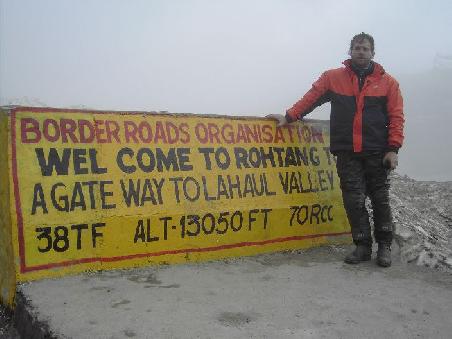 BORDER ROADS ORGANISATION
WEL COME TO ROHTANG
A GATE WAY TO LAHAUL VALLEY
38TF ALT-13050 FT 70RCC